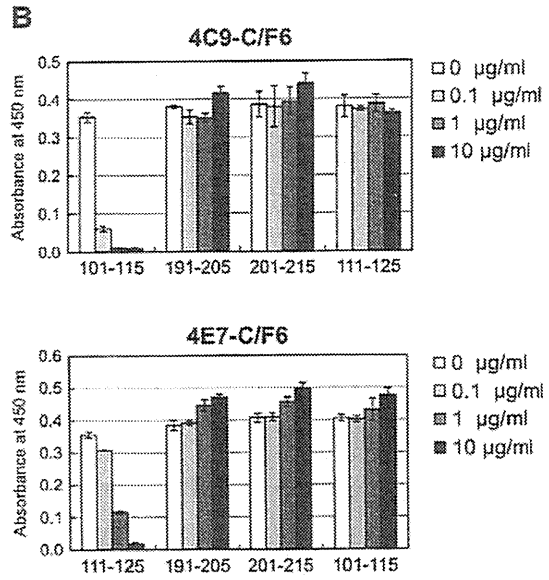 B
4C9-C/F6
Absorbance at 450 nm
0.5
0.4
0.3
0.2
0.1
0.0
101-115 191-205 201-215 111-125
0 µg/ml
0.1 µg/ml
1 µg/ml
10 µg/ml
4E7-C/F6
Absorbance at 450 nm
0.6
0.5
0.4
0.3
0.2
0.1
0.0
111-125 191-205 201-215 101-115
0 µg/ml
0.1 µg/ml
1 µg/ml
10 µg/ml